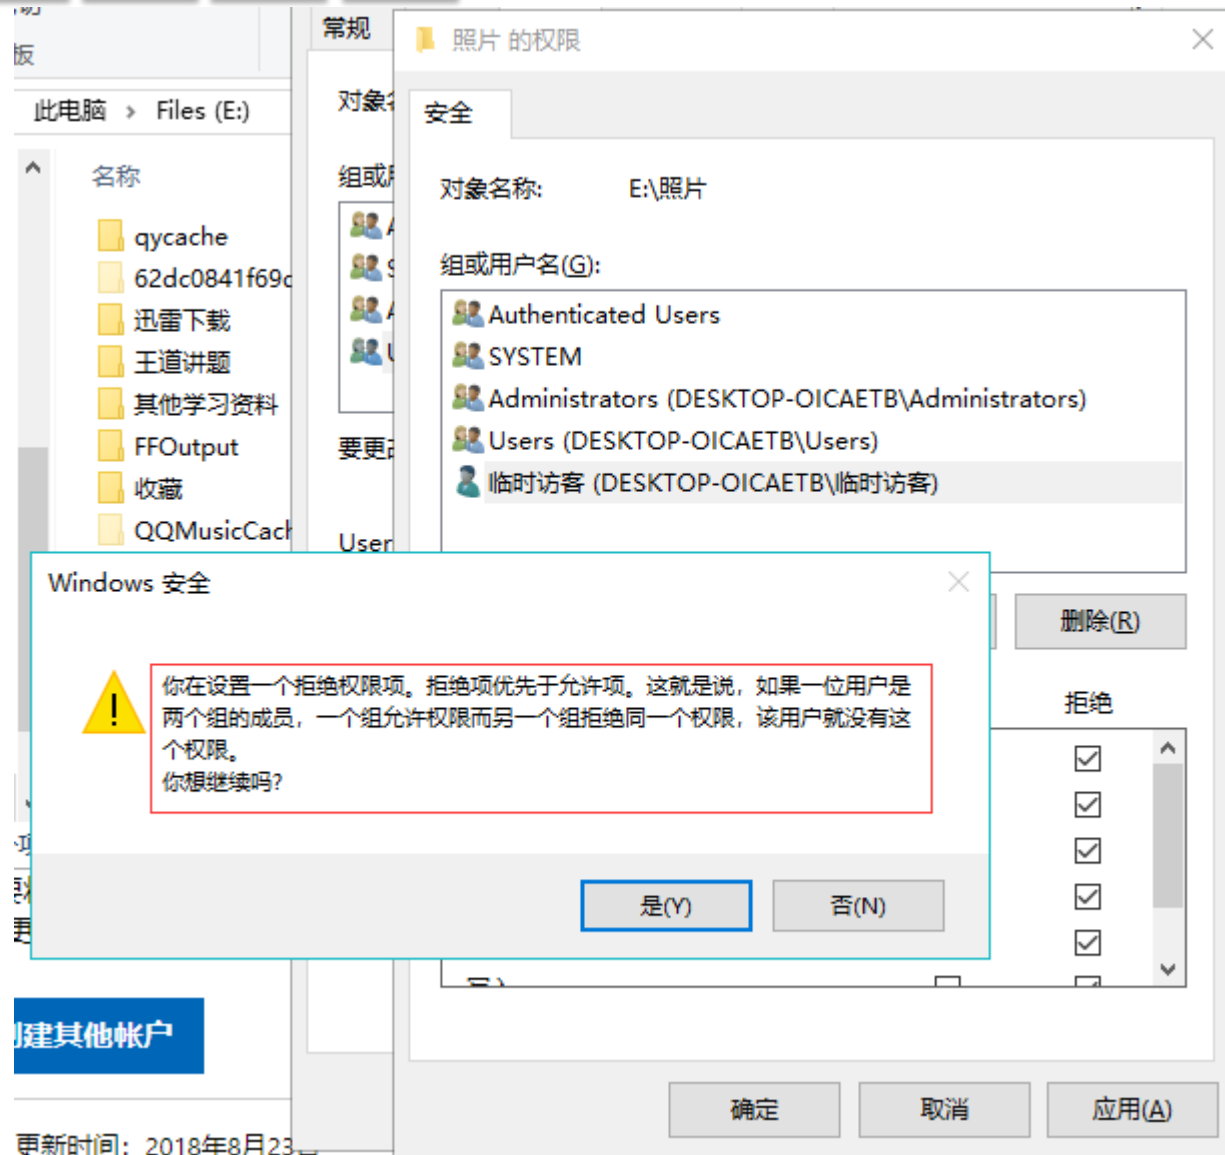 常规
照片 的权限
板
此电脑 > Files (E:)
对象名
安全
名称
组或用
对象名称: E:\照片
组或用户名(G):
qycache
62dc0841f69c
迅雷下载
王道讲题
其他学习资料
FFOutput
收藏
QQMusicCach
Authenticated Users
SYSTEM
Administrators (DESKTOP-OICAETB\Administrators)
Users (DESKTOP-OICAETB\Users)
临时访客 (DESKTOP-OICAETB\临时访客)
要更改
User
Windows 安全
删除(R)
你在设置一个拒绝权限项。拒绝项优先于允许项。这就是说，如果一位用户是
两个组的成员，一个组允许权限而另一个组拒绝同一个权限，该用户就没有这
个权限。
你想继续吗?
拒绝
是(Y)
否(N)
创建其他帐户
确定
取消
应用(A)
更新时间：2018年8月23日